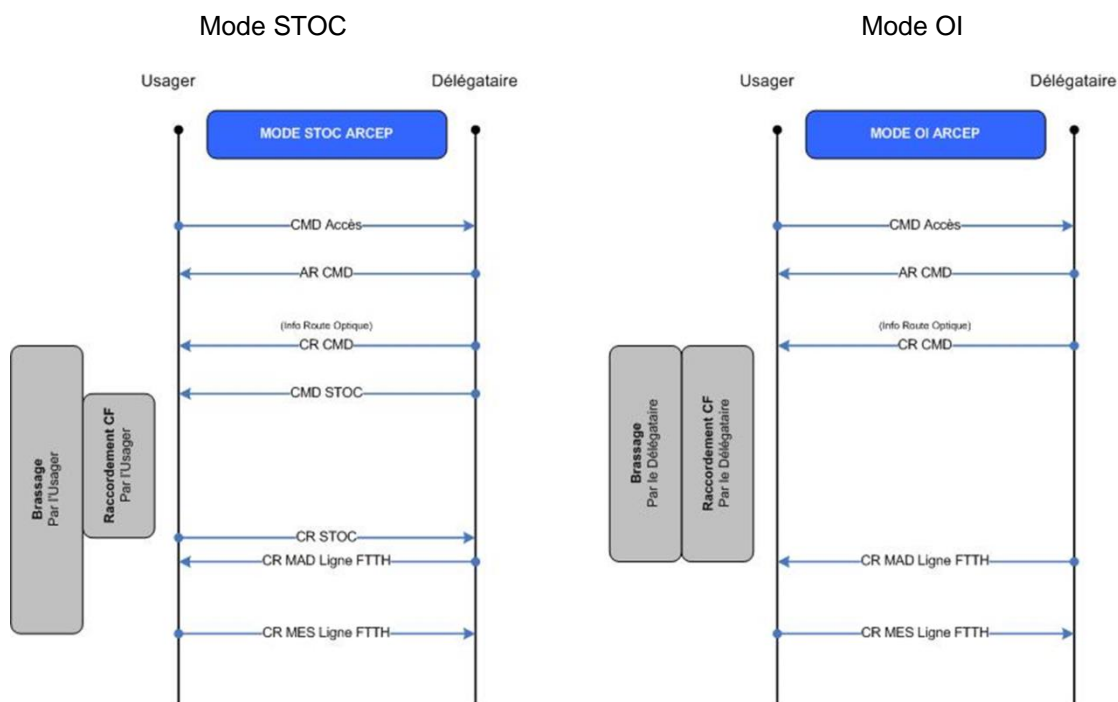 Mode STOC
Usager
Délégataire
MODE STOC ARCEP
CMD Accès
AR CMD
(Info Route Optique)
CR CMD
CMD STOC
Brassage
Par l'Usager
Raccordement CF
Par l'Usager
CR STOC
CR MAD Ligne FTTH
CR MES Ligne FTTH
Mode OI
Usager
Délégataire
MODE OI ARCEP
CMD Accès
AR CMD
(Info Route Optique)
CR CMD
Brassage
Par le Délégataire
Raccordement CF
Par le Délégataire
CR MAD Ligne FTTH
CR MES Ligne FTTH